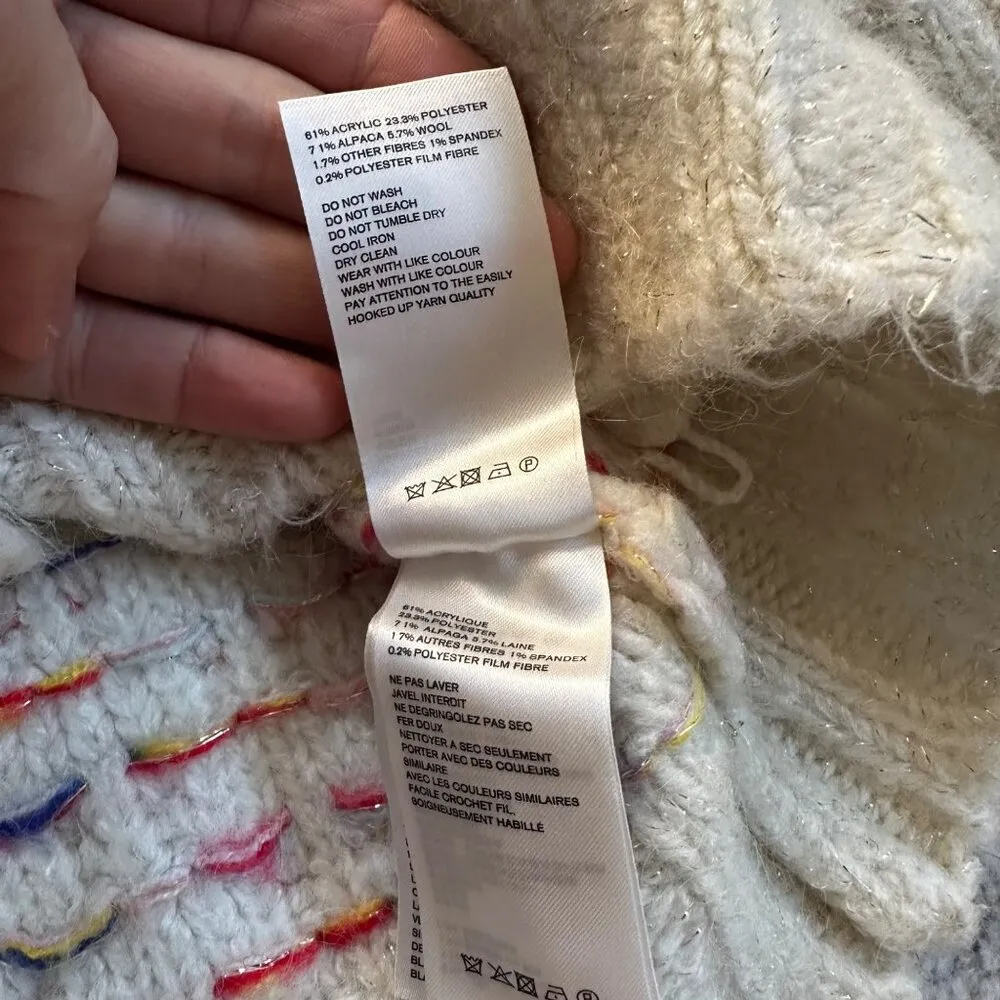 61% ACRYLIC 23.3% POLYESTER
7 1% ALPACA 5.7% WOOL
1.7% OTHER FIBRES 1% SPANDEX
0.2% POLYESTER FILM FIBRE
DO NOT WASH
DO NOT BLEACH
DO NOT TUMBLE DRY
COOL IRON
DRY CLEAN
WEAR WITH LIKE COLOUR
WASH WITH LIKE COLOUR
PAY ATTENTION TO THE EASILY
HOOKED UP YARN QUALITY
P
61% ACRYLIQUE
23.3% POLYESTER
7 1% ALPAGA 5.7% LAINE
1 7% AUTRES FIBRES 1% SPANDEX
0.2% POLYESTER FILM FIBRE
NE PAS LAVER
JAVEL INTERDIT
NE DEGRINGOLEZ PAS SEC
FER DOUX
NETTOYER A SEC SEULEMENT
PORTER AVEC DES COULEURS
SIMILAIRE
AVEC LES COULEURS SIMILAIRES
FACILE CROCHET FIL.
SOIGNEUSEMENT HABILLÉ